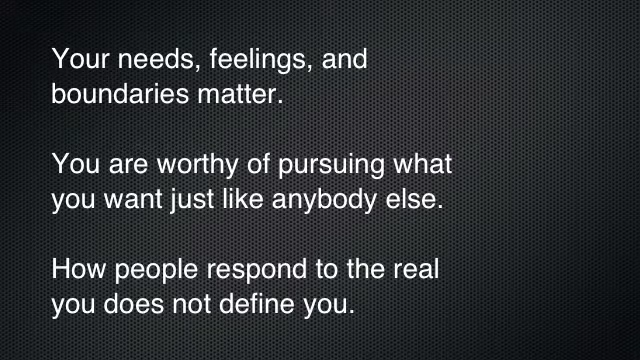 Your needs, feelings, and
boundaries matter.
You are worthy of pursuing what
you want just like anybody else.
How people respond to the real
you does not define you.